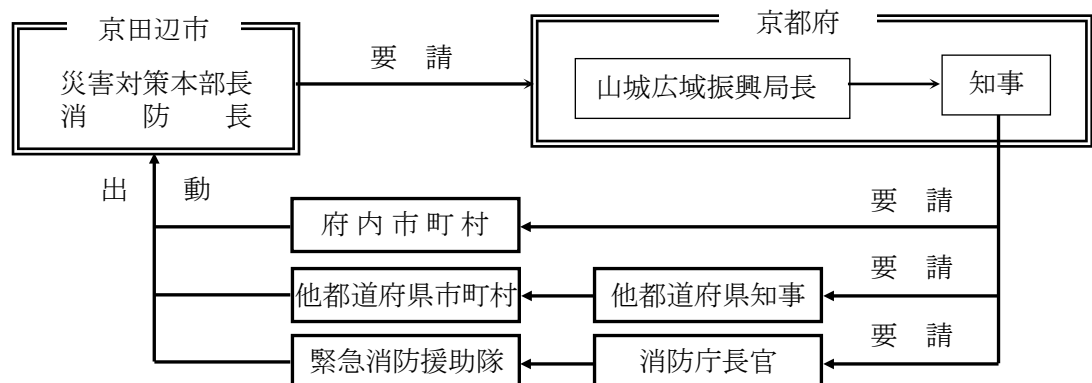 京田辺市
災害対策本部長
消防長
要請
京都府
山城広域振興局長
知事
出動
府内市町村
要請
他都道府県市町村
他都道府県知事
要請
緊急消防援助隊
消防庁長官
要請